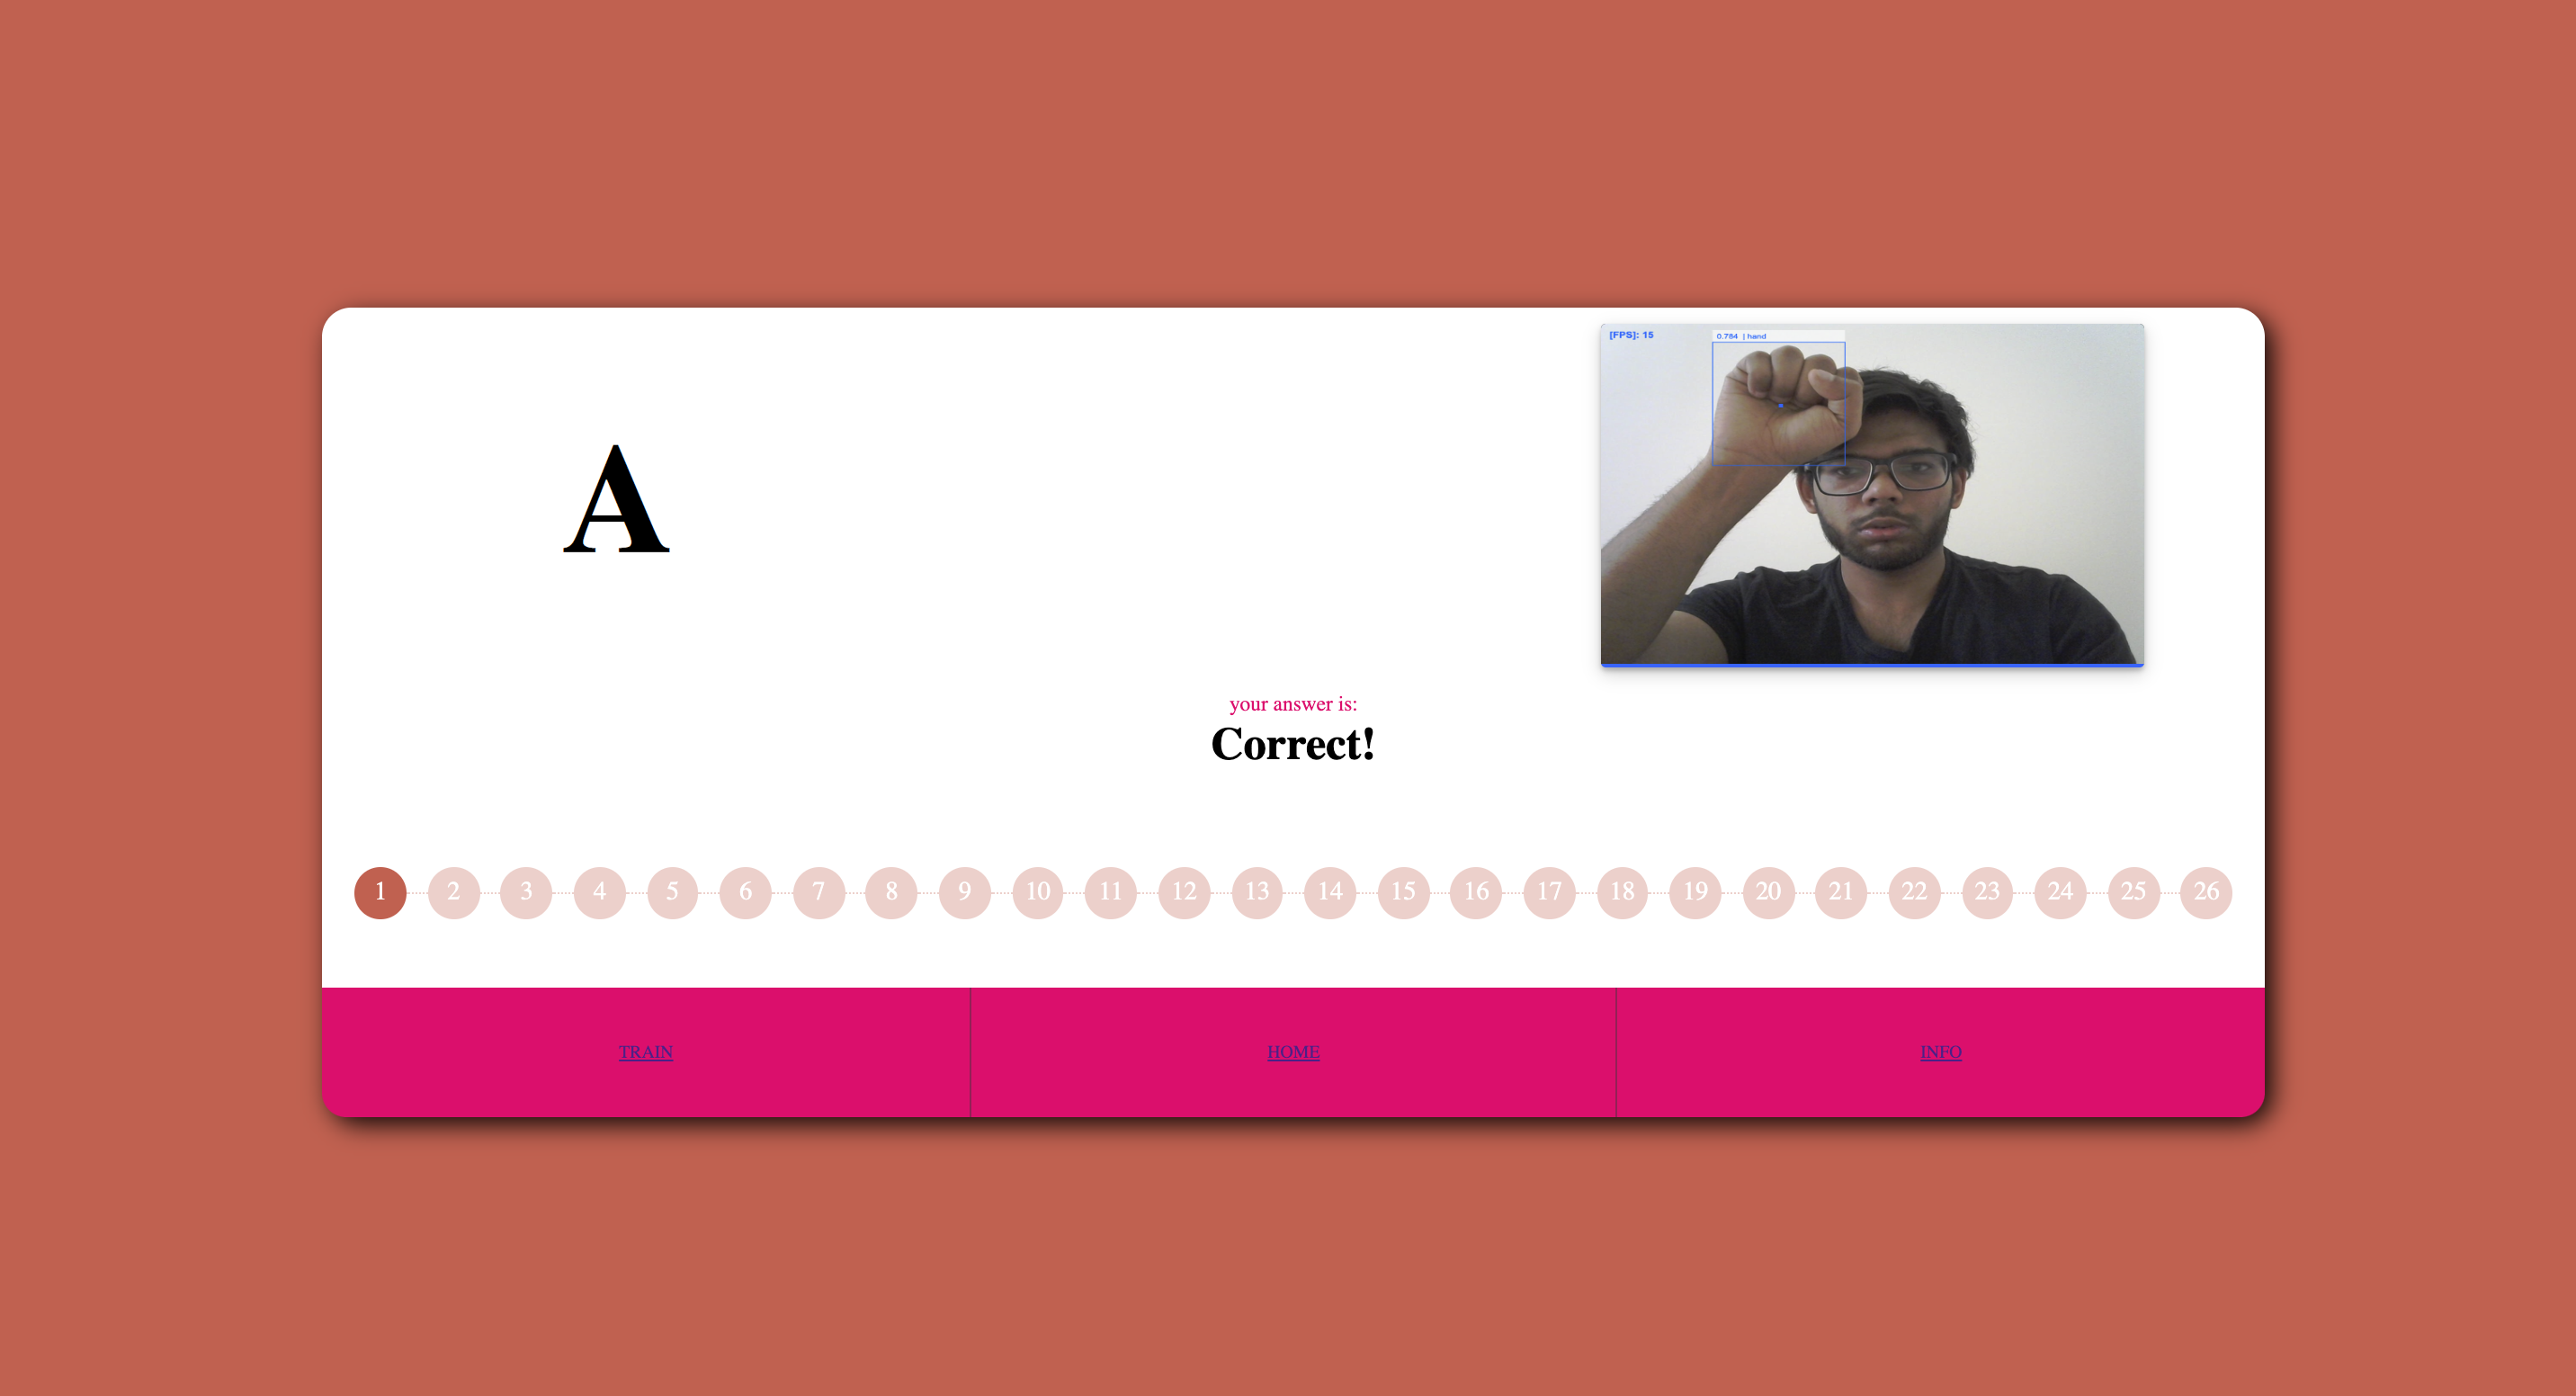 [FPS]: 15
0.784 | hand
A
your answer is:
Correct!
1 2 3 4 5 6 7 8 9 10 11 12 13 14 15 16 17 18 19 20 21 22 23 24 25 26
TRAIN HOME INFO